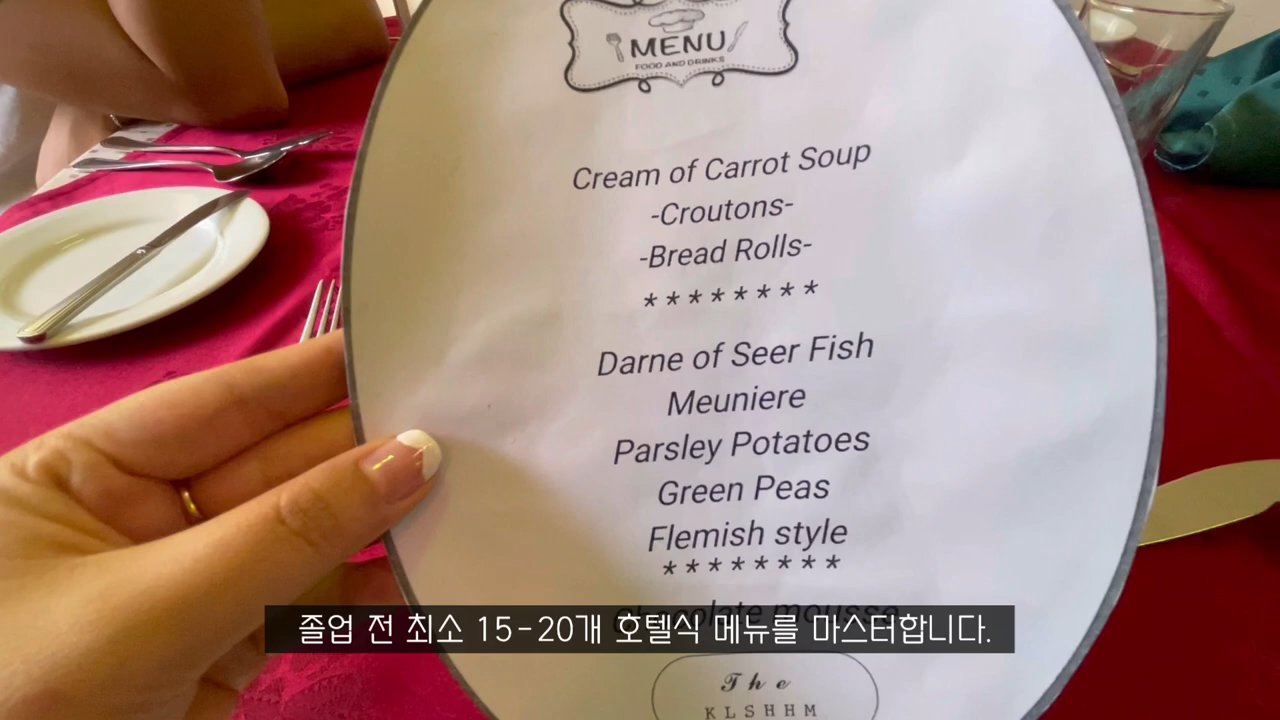 MENU
FOOD AND DRINKS
Cream of Carrot Soup
-Croutons-
-Bread Rolls-
********
Darne of Seer Fish
Meuniere
Parsley Potatoes
Green Peas
Flemish style
********
Chocolate mousse
졸업 전 최소 15-20개 호텔식 메뉴를 마스터합니다.
The
KLSHHM